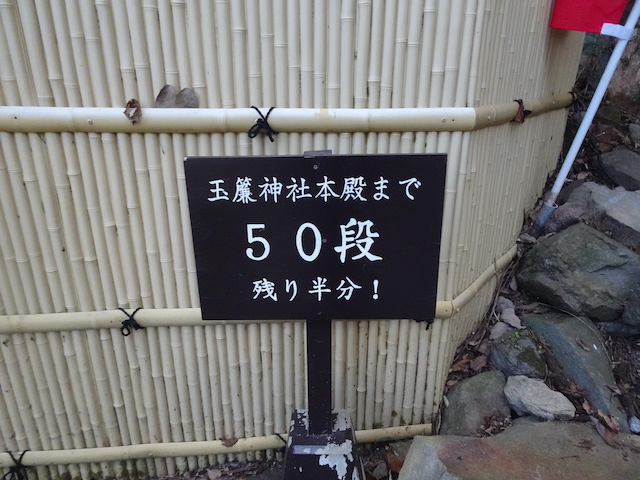 玉簾神社本殿まで
５０段
残り半分！